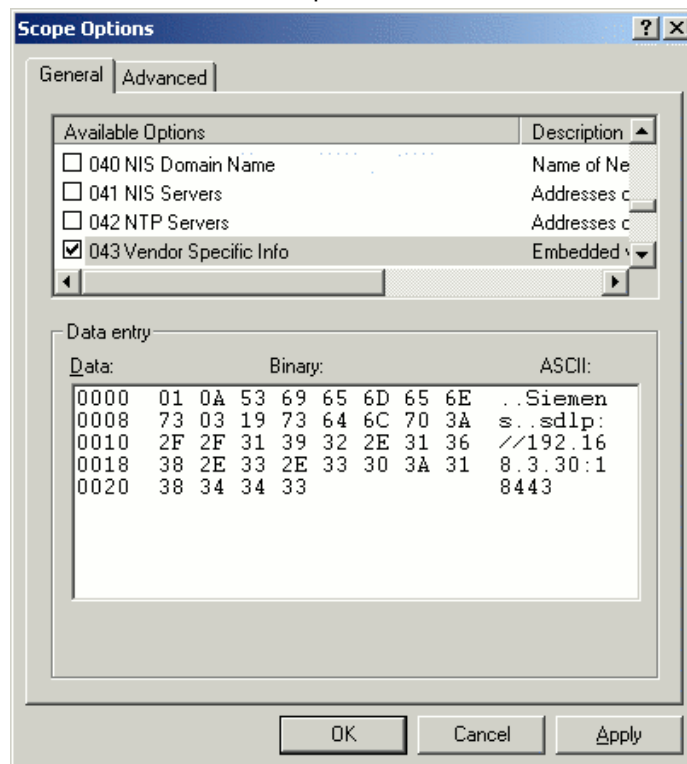 Scope Options
General Advanced
Available Options Description
040 NIS Domain Name Name of Ne
041 NIS Servers Addresses c
042 NTP Servers Addresses c
043 Vendor Specific Info Embedded
Data entry
Data: Binary: ASCII:
0000 01 0A 53 69 65 6D 65 6E ..Siemen
0008 73 03 19 73 64 6C 70 3A s..sdlp:
0010 2F 2F 31 39 32 2E 31 36 //192.16
0018 38 2E 33 2E 33 30 3A 31 8.3.30:1
0020 38 34 34 33 8443
OK Cancel Apply